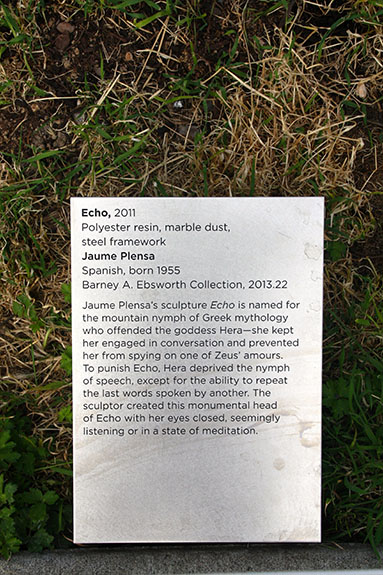 Echo, 2011
Polyester resin, marble dust,
steel framework
Jaume Plensa
Spanish, born 1955
Barney A. Ebsworth Collection, 2013.22
Jaume Plensa's sculpture Echo is named for
the mountain nymph of Greek mythology
who offended the goddess Hera—she kept
her engaged in conversation and prevented
her from spying on one of Zeus' amours.
To punish Echo, Hera deprived the nymph
of speech, except for the ability to repeat
the last words spoken by another. The
sculptor created this monumental head
of Echo with her eyes closed, seemingly
listening or in a state of meditation.